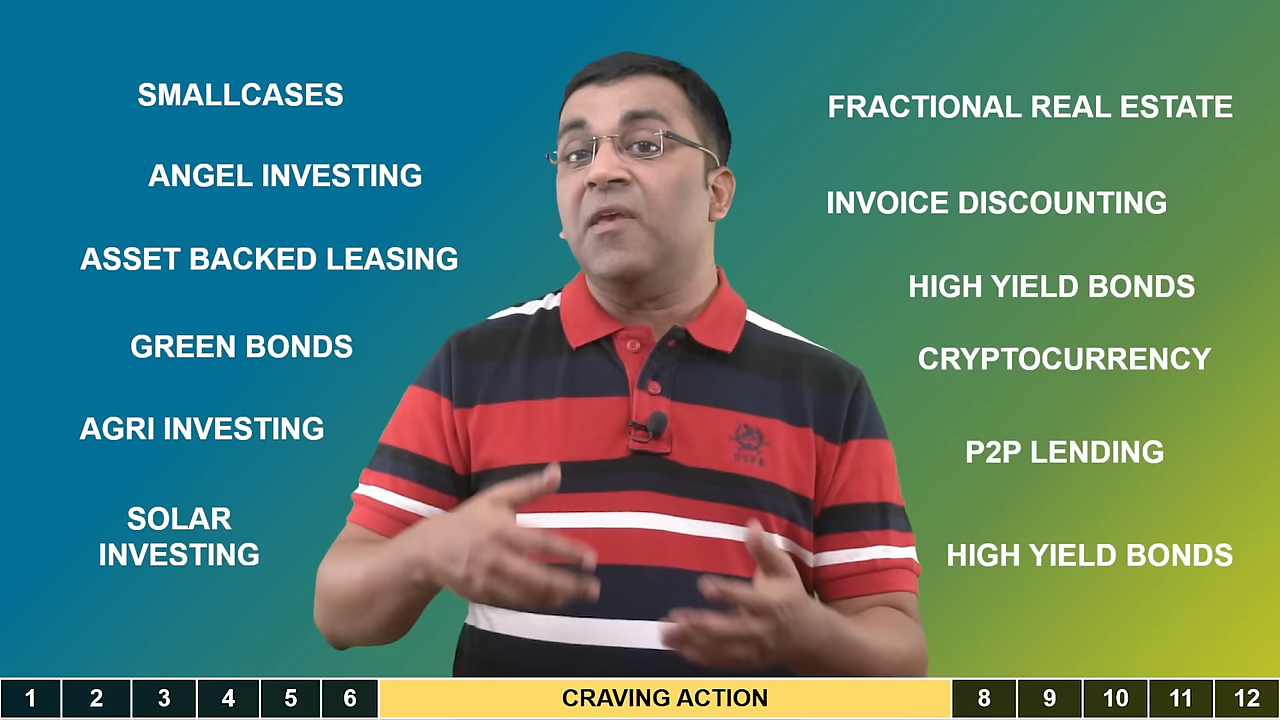 SMALLCASES
ANGEL INVESTING
ASSET BACKED LEASING
GREEN BONDS
AGRI INVESTING
SOLAR
INVESTING
FRACTIONAL REAL ESTATE
INVOICE DISCOUNTING
HIGH YIELD BONDS
CRYPTOCURRENCY
P2P LENDING
HIGH YIELD BONDS
1 2 3 4 5 6 CRAVING ACTION 8 9 10 11 12